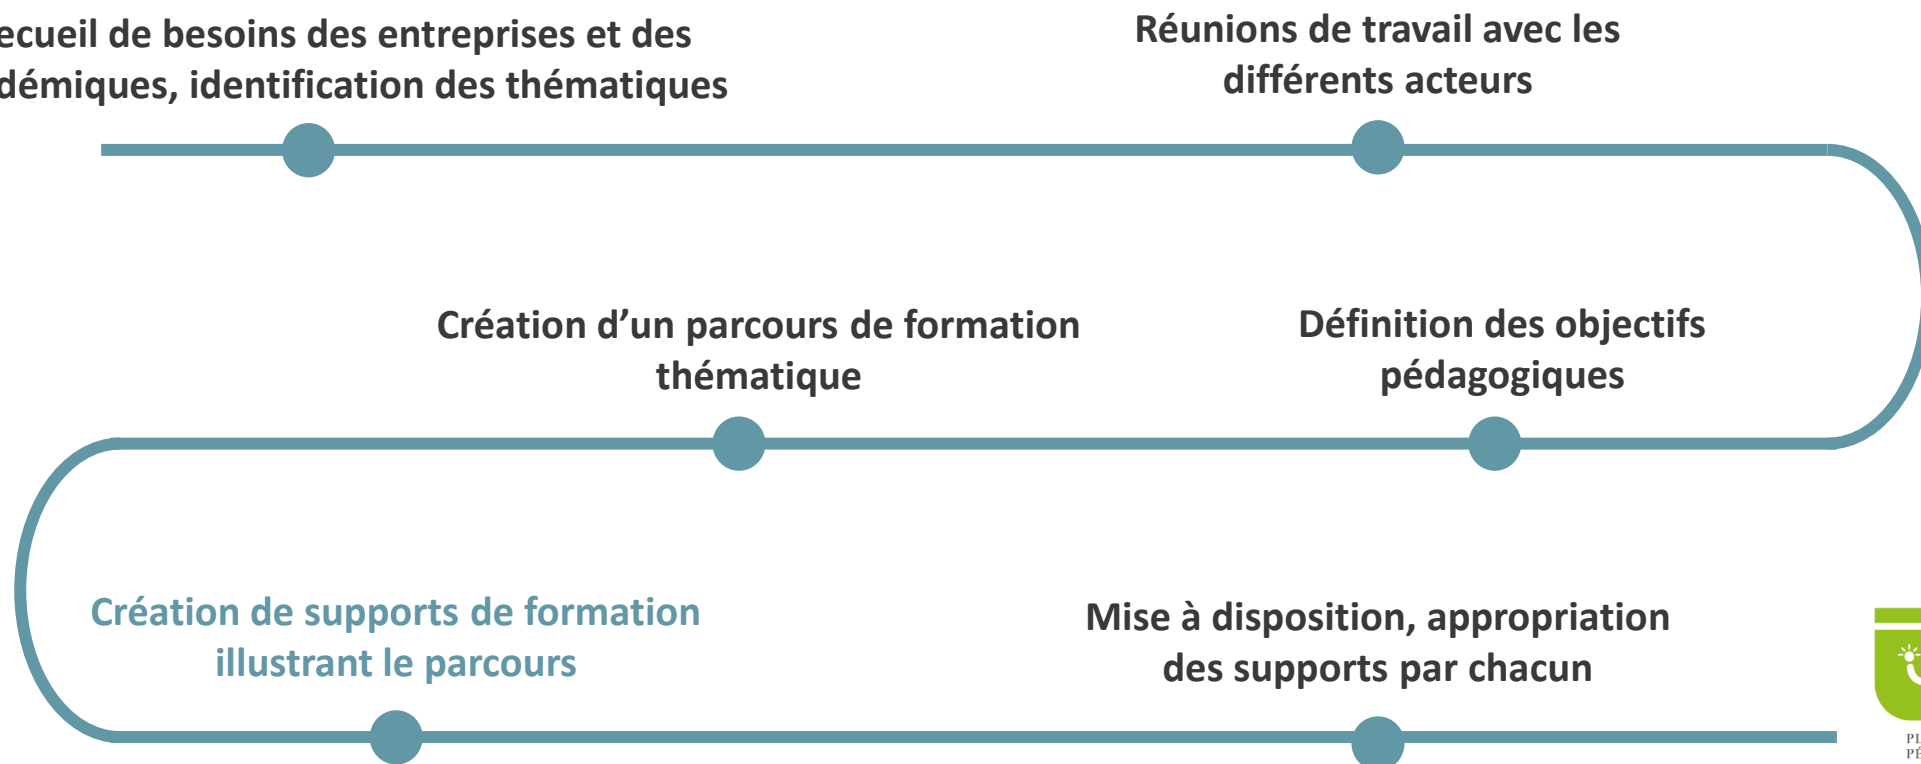 ecueil de besoins des entreprises et des
démiques, identification des thématiques
Réunions de travail avec les
différents acteurs
Création d’un parcours de formation
thématique
Définition des objectifs
pédagogiques
Création de supports de formation
illustrant le parcours
Mise à disposition, appropriation
des supports par chacun
PL
PÉ